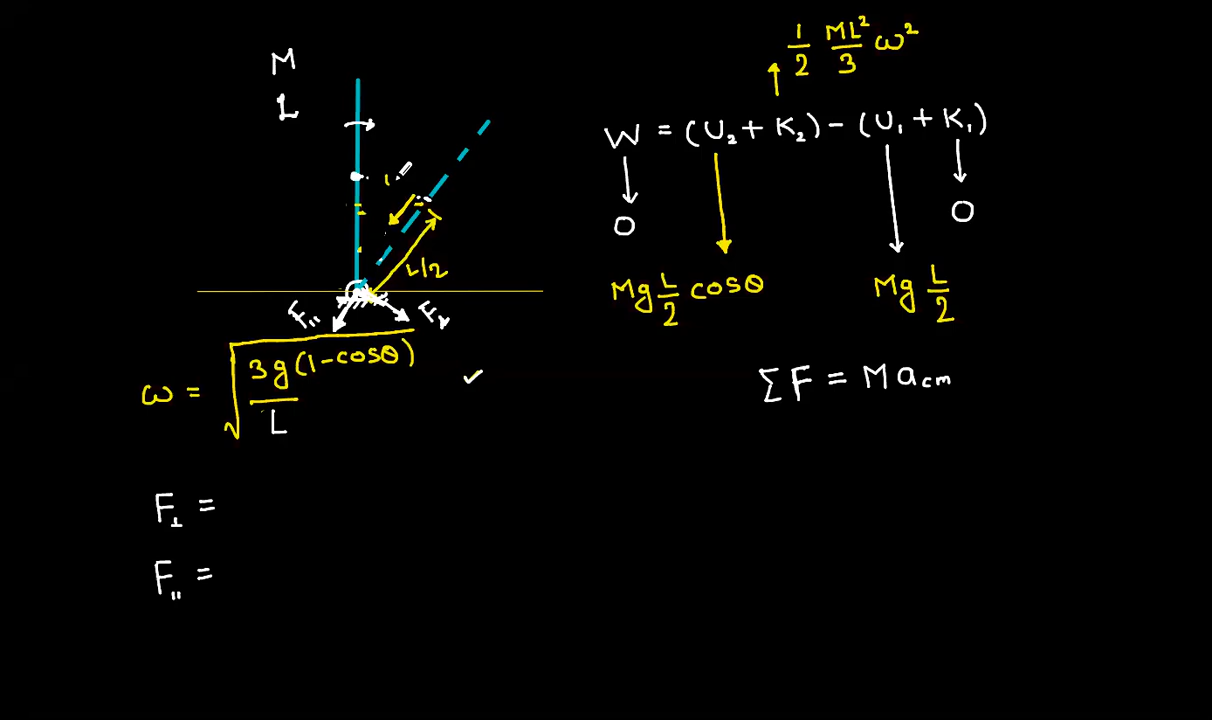 M
L
1/2 ML²/3 ω²
W = (U₂ + K₂) − (U₁ + K₁)
0
0
L/2
Mg L/2 cosθ
Mg L/2
F॥
F⊥
ω = √(3g(1−cosθ)/L) ✓
ΣF = Ma_cm
F⊥ =
F॥ =